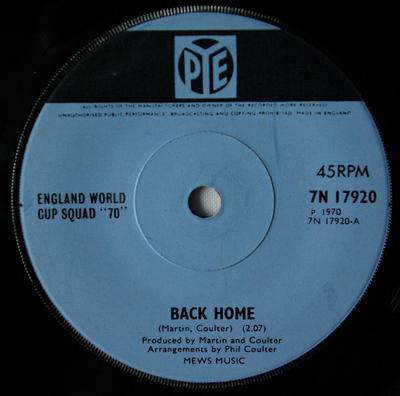 PYE
ALL RIGHTS OF THE MANUFACTURERS AND OWNER OF THE RECORDED WORK RESERVED
UNAUTHORISED PUBLIC PERFORMANCE, BROADCASTING AND COPYING PROHIBITED. MADE IN ENGLAND
45RPM
ENGLAND WORLD
CUP SQUAD "70"
7N 17920
P 1970
7N 17920-A
BACK HOME
(Martin, Coulter) (2.07)
Produced by Martin and Coulter
Arrangements by Phil Coulter
MEWS MUSIC